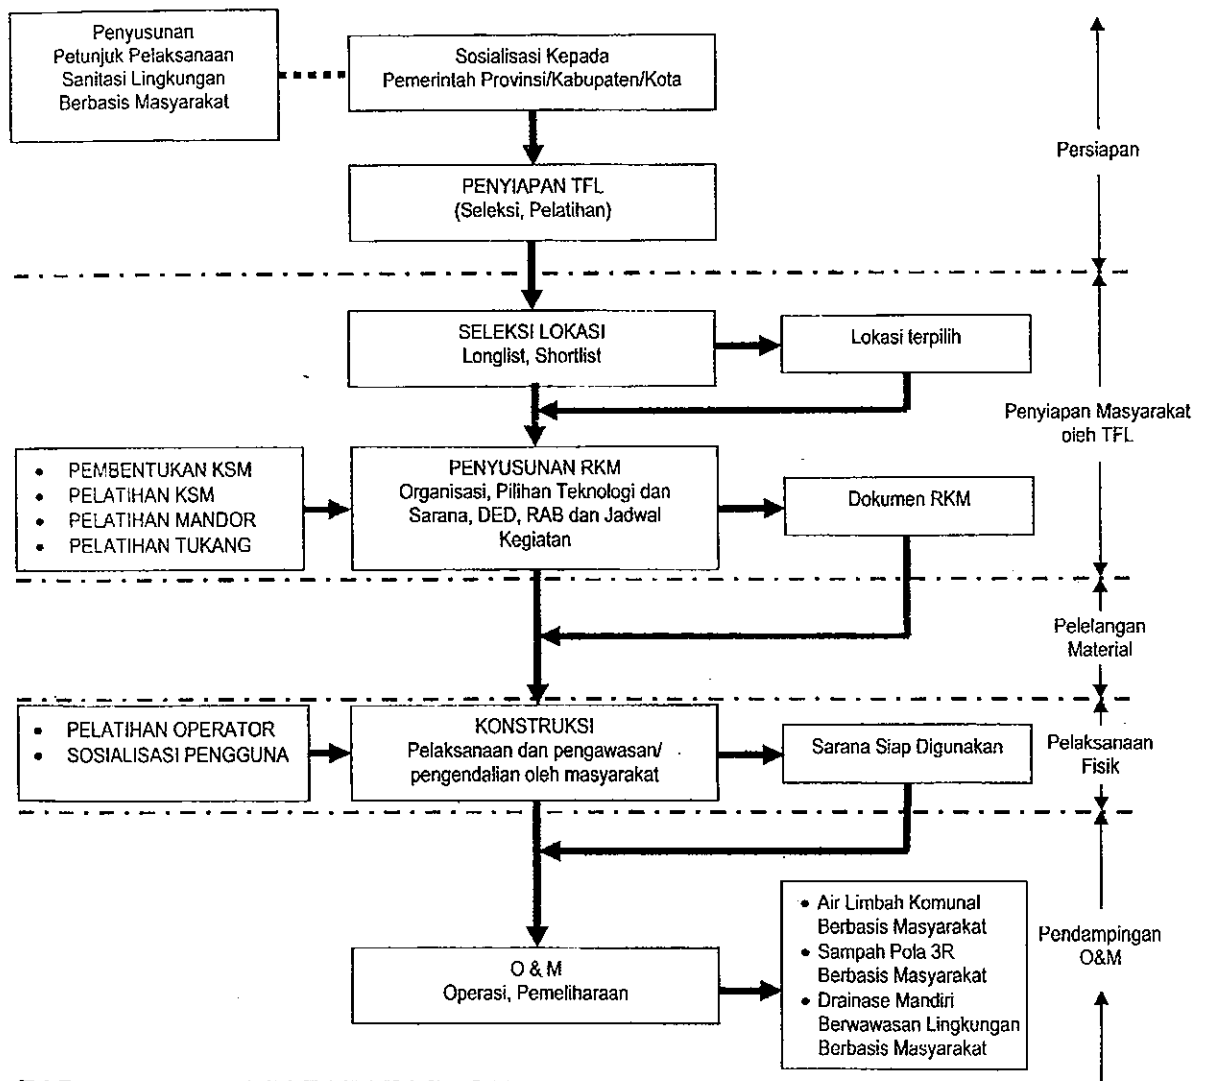 Penyusunan
Petunjuk Pelaksanaan
Sanitasi Lingkungan
Berbasis Masyarakat
Sosialisasi Kepada
Pemerintah Provinsi/Kabupaten/Kota
Persiapan
PENYIAPAN TFL
(Seleksi, Pelatihan)
SELEKSI LOKASI
Longlist, Shortlist
Lokasi terpilih
Penyiapan Masyarakat
oleh TFL
• PEMBENTUKAN KSM
• PELATIHAN KSM
• PELATIHAN MANDOR
• PELATIHAN TUKANG
PENYUSUNAN RKM
Organisasi, Pilihan Teknologi dan
Sarana, DED, RAB dan Jadwal
Kegiatan
Dokumen RKM
Pelelangan
Material
• PELATIHAN OPERATOR
• SOSIALISASI PENGGUNA
KONSTRUKSI
Pelaksanaan dan pengawasan/
pengendalian oleh masyarakat
Sarana Siap Digunakan
Pelaksanaan
Fisik
O & M
Operasi, Pemeliharaan
• Air Limbah Komunal
Berbasis Masyarakat
• Sampah Pola 3R
Berbasis Masyarakat
• Drainase Mandiri
Berwawasan Lingkungan
Berbasis Masyarakat
Pendampingan
O&M